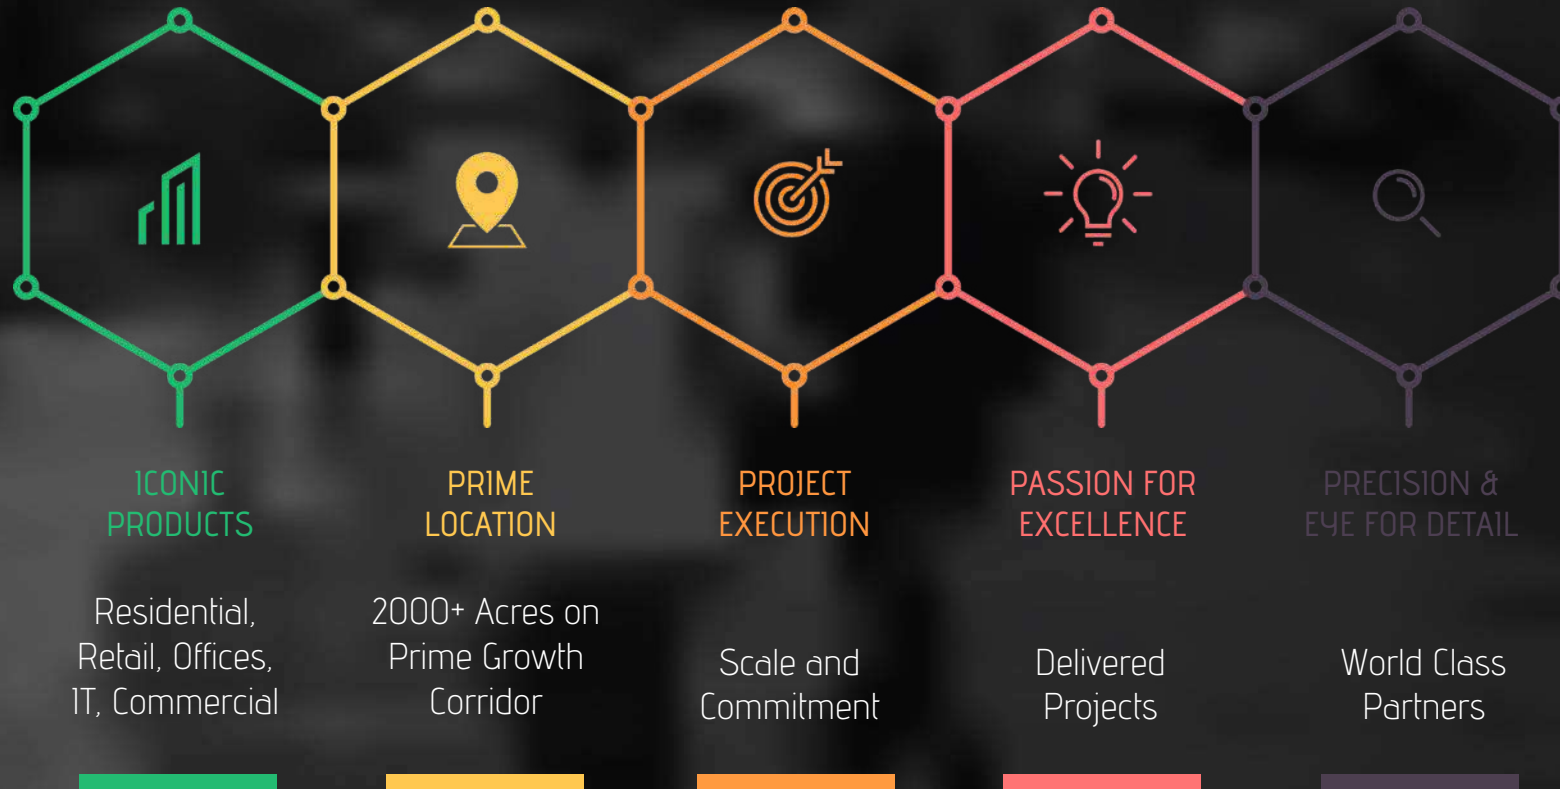 ICONIC
PRODUCTS
Residential,
Retail, Offices,
IT, Commercial
PRIME
LOCATION
2000+ Acres on
Prime Growth
Corridor
PROJECT
EXECUTION
Scale and
Commitment
PASSION FOR
EXCELLENCE
Delivered
Projects
PRECISION &
EYE FOR DETAIL
World Class
Partners